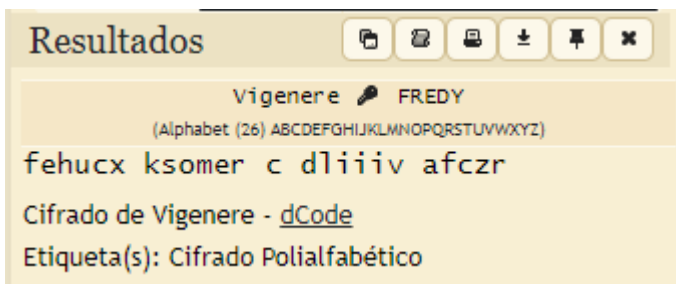 Resultados
Vigenere FREDY
(Alphabet (26) ABCDEFGHIJKLMNOPQRSTUVWXYZ)
fehucx ksomer c dliiiv afczr
Cifrado de Vigenere - dCode
Etiqueta(s): Cifrado Polialfabético